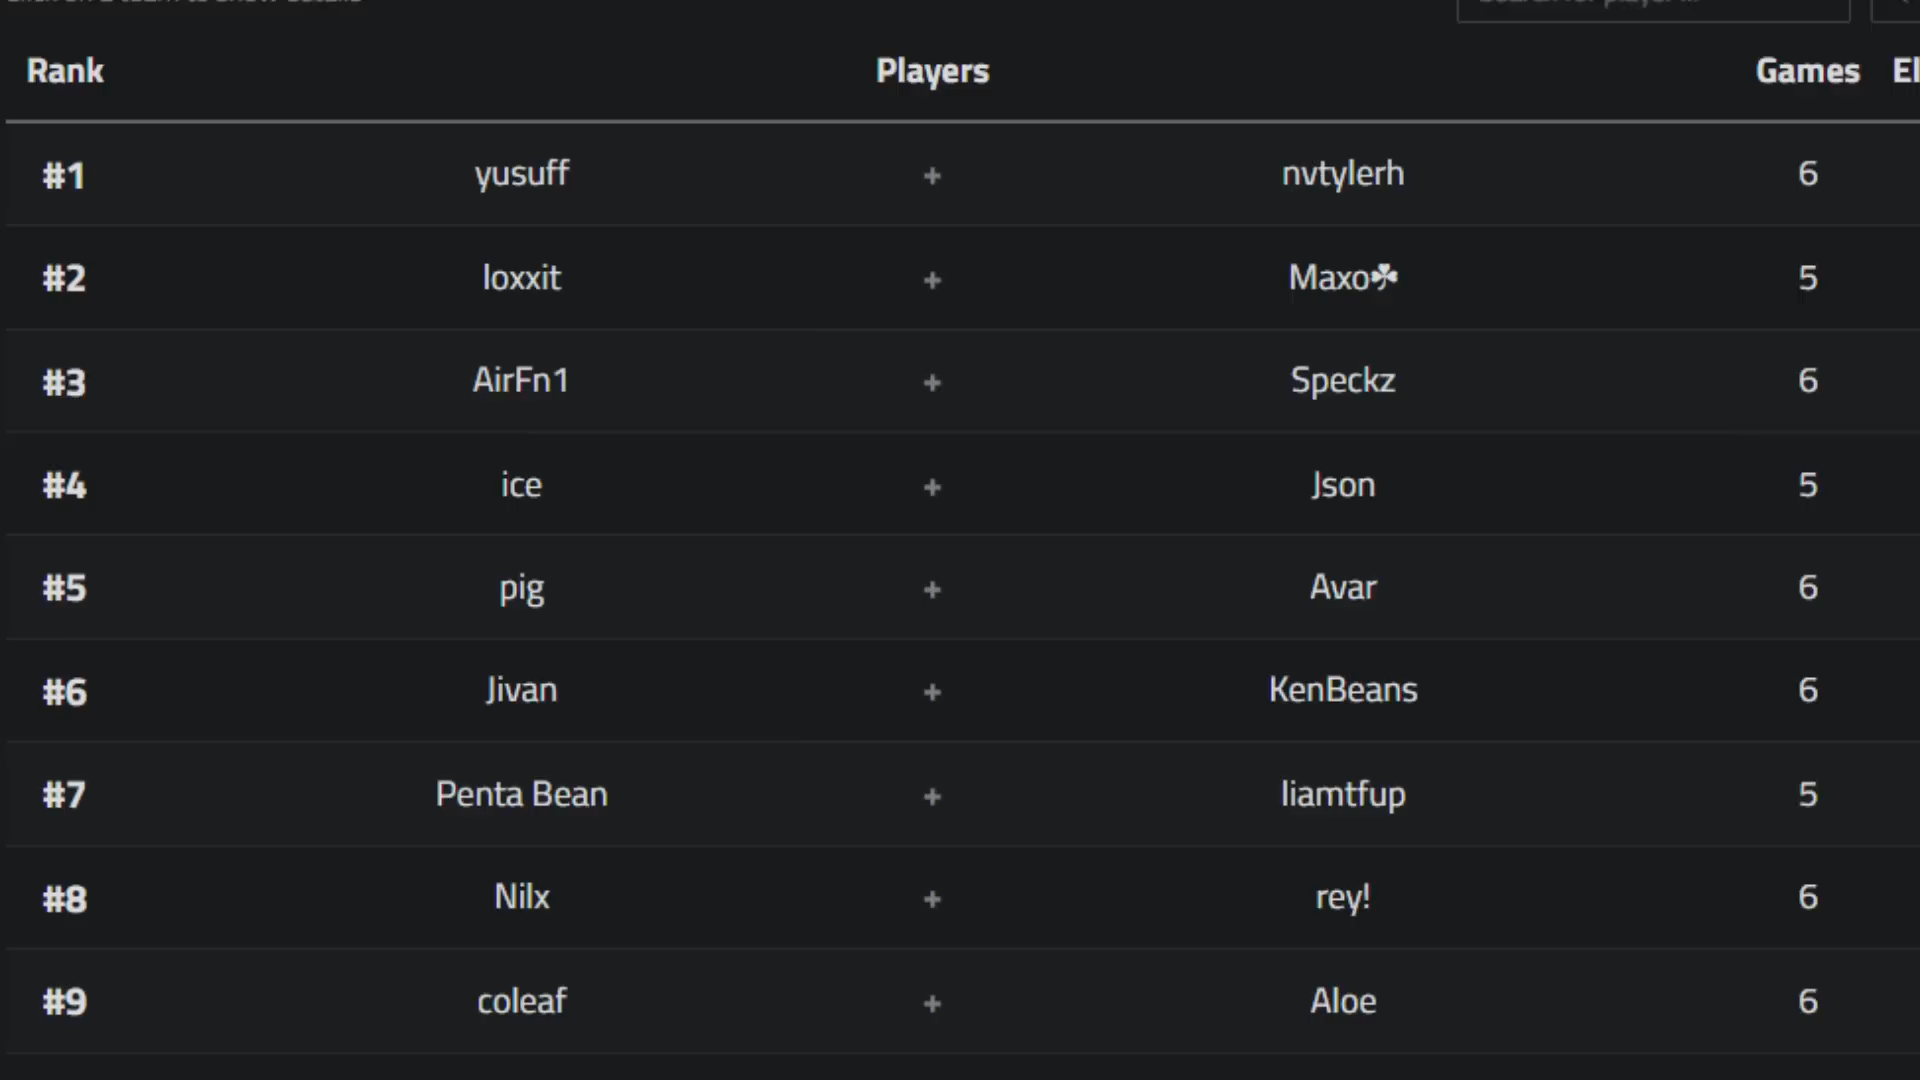 Rank Players Games El
#1 yusuff + nvtylerh 6
#2 loxxit + Maxo☘ 5
#3 AirFn1 + Speckz 6
#4 ice + Json 5
#5 pig + Avar 6
#6 Jivan + KenBeans 6
#7 Penta Bean + liamtfup 5
#8 Nilx + rey! 6
#9 coleaf + Aloe 6